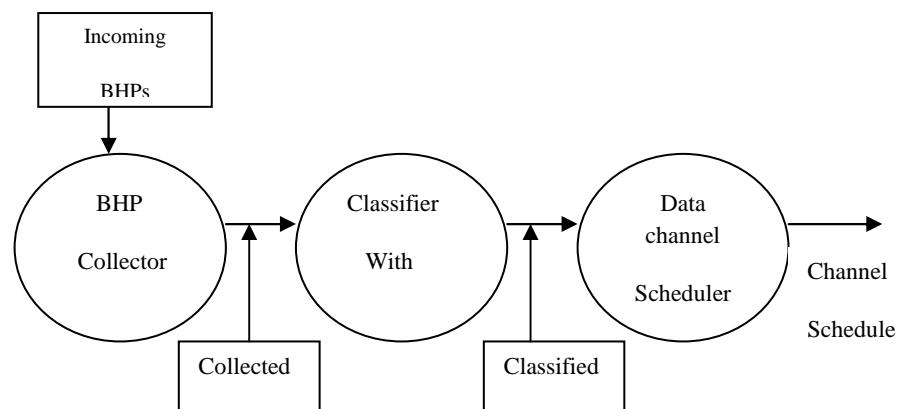 Incoming
BHPs
BHP
Collector
Classifier
With
Data
channel
Scheduler
Channel
Schedule
Collected
Classified